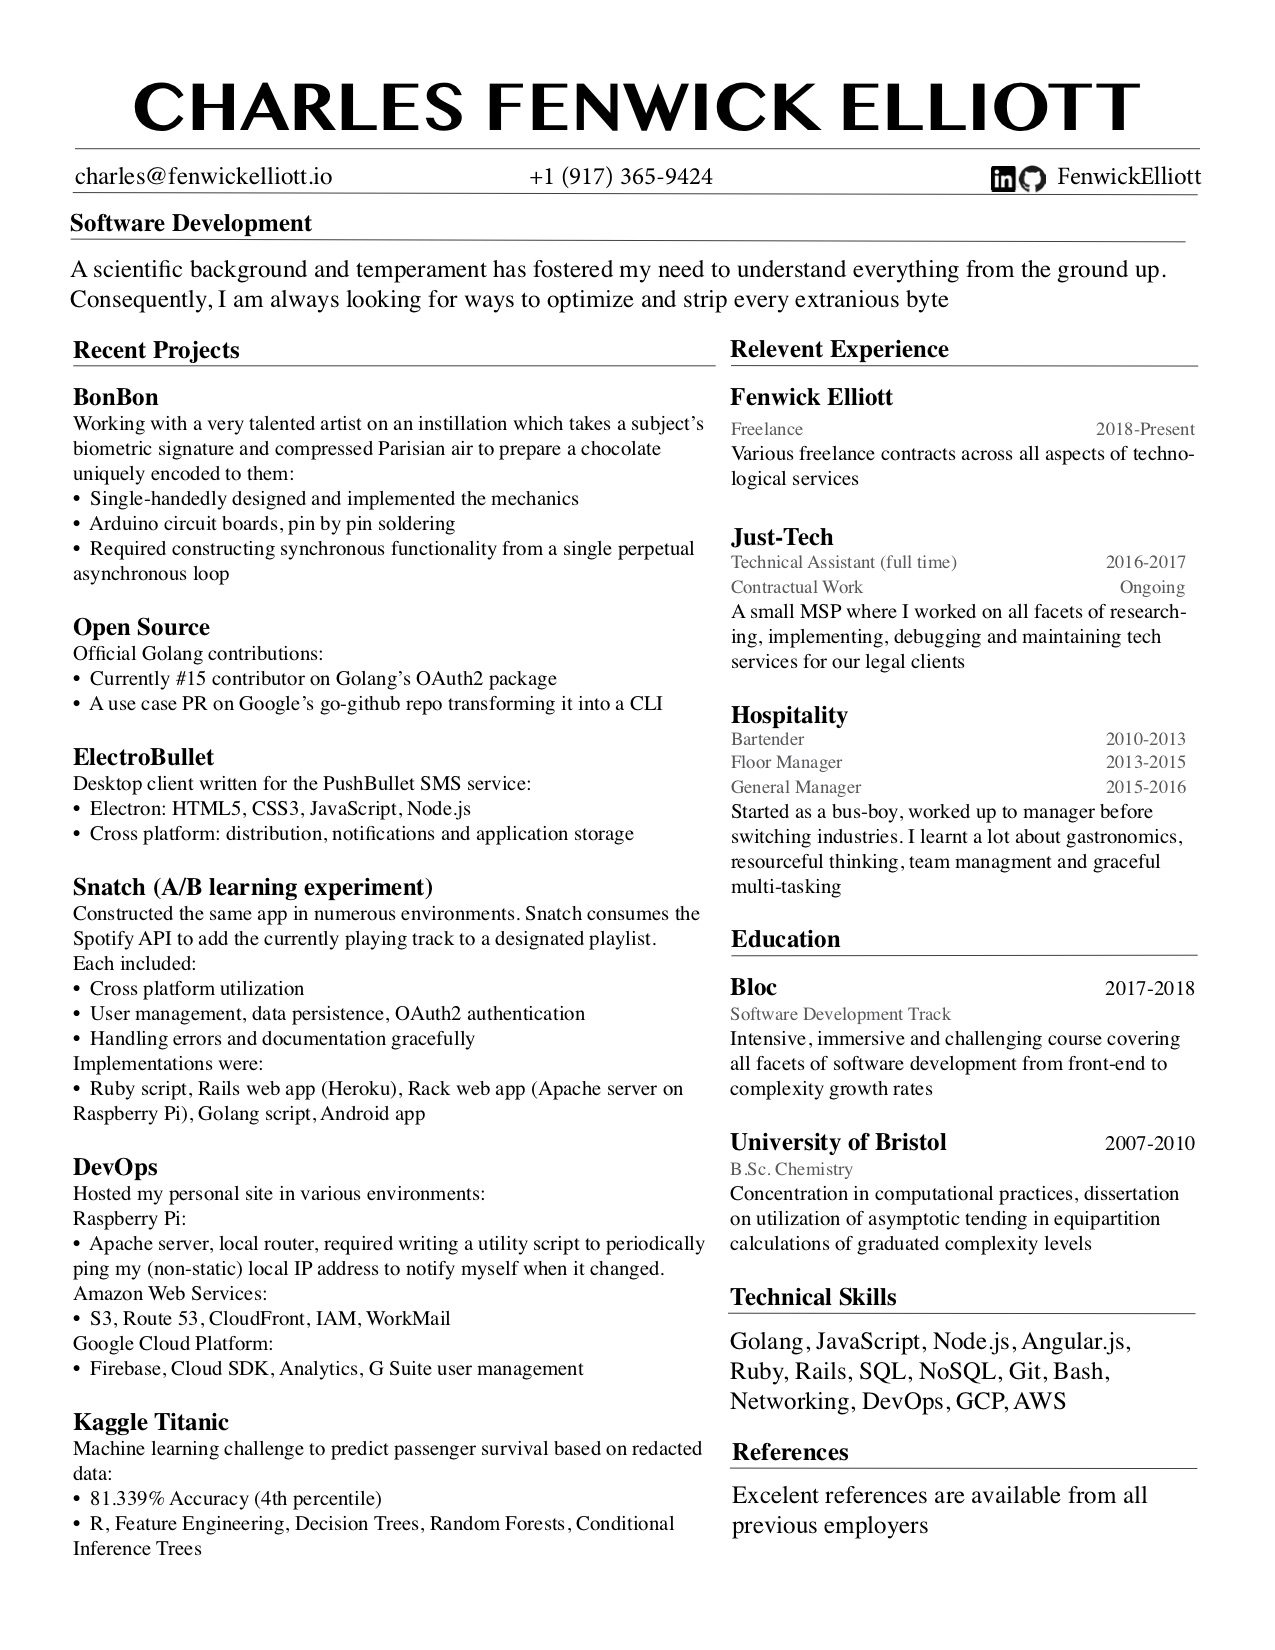 CHARLES FENWICK ELLIOTT
charles@fenwickelliott.io +1 (917) 365-9424 in FenwickElliott
Software Development
A scientific background and temperament has fostered my need to understand everything from the ground up.
Consequently, I am always looking for ways to optimize and strip every extranious byte
Recent Projects
BonBon
Working with a very talented artist on an instillation which takes a subject’s
biometric signature and compressed Parisian air to prepare a chocolate
uniquely encoded to them:
• Single-handedly designed and implemented the mechanics
• Arduino circuit boards, pin by pin soldering
• Required constructing synchronous functionality from a single perpetual
asynchronous loop
Open Source
Official Golang contributions:
• Currently #15 contributor on Golang’s OAuth2 package
• A use case PR on Google’s go-github repo transforming it into a CLI
ElectroBullet
Desktop client written for the PushBullet SMS service:
• Electron: HTML5, CSS3, JavaScript, Node.js
• Cross platform: distribution, notifications and application storage
Snatch (A/B learning experiment)
Constructed the same app in numerous environments. Snatch consumes the
Spotify API to add the currently playing track to a designated playlist.
Each included:
• Cross platform utilization
• User management, data persistence, OAuth2 authentication
• Handling errors and documentation gracefully
Implementations were:
• Ruby script, Rails web app (Heroku), Rack web app (Apache server on
Raspberry Pi), Golang script, Android app
DevOps
Hosted my personal site in various environments:
Raspberry Pi:
• Apache server, local router, required writing a utility script to periodically
ping my (non-static) local IP address to notify myself when it changed.
Amazon Web Services:
• S3, Route 53, CloudFront, IAM, WorkMail
Google Cloud Platform:
• Firebase, Cloud SDK, Analytics, G Suite user management
Kaggle Titanic
Machine learning challenge to predict passenger survival based on redacted
data:
• 81.339% Accuracy (4th percentile)
• R, Feature Engineering, Decision Trees, Random Forests, Conditional
Inference Trees
Relevent Experience
Fenwick Elliott
Freelance 2018-Present
Various freelance contracts across all aspects of techno-
logical services
Just-Tech
Technical Assistant (full time) 2016-2017
Contractual Work Ongoing
A small MSP where I worked on all facets of research-
ing, implementing, debugging and maintaining tech
services for our legal clients
Hospitality
Bartender 2010-2013
Floor Manager 2013-2015
General Manager 2015-2016
Started as a bus-boy, worked up to manager before
switching industries. I learnt a lot about gastronomics,
resourceful thinking, team managment and graceful
multi-tasking
Education
Bloc 2017-2018
Software Development Track
Intensive, immersive and challenging course covering
all facets of software development from front-end to
complexity growth rates
University of Bristol 2007-2010
B.Sc. Chemistry
Concentration in computational practices, dissertation
on utilization of asymptotic tending in equipartition
calculations of graduated complexity levels
Technical Skills
Golang, JavaScript, Node.js, Angular.js,
Ruby, Rails, SQL, NoSQL, Git, Bash,
Networking, DevOps, GCP, AWS
References
Excelent references are available from all
previous employers